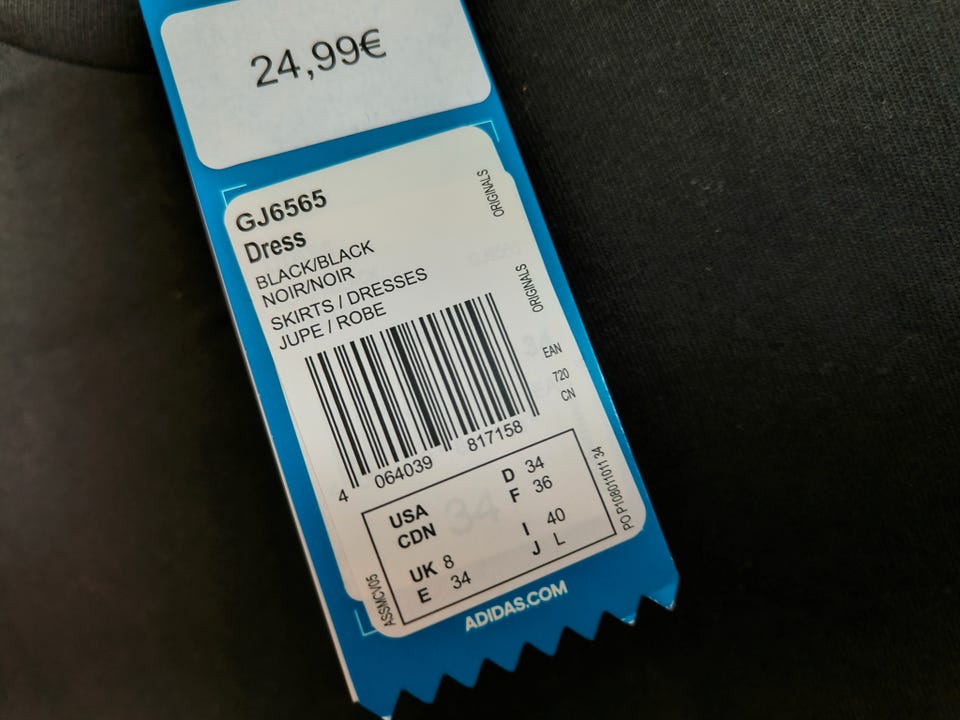 24,99€
GJ6565
Dress
BLACK/BLACK
NOIR/NOIR
SKIRTS / DRESSES
JUPE / ROBE
ORIGINALS
ORIGINALS
EAN
720
CN
4 064039 817158
USA
CDN
UK 8
E 34
D 34
F 36
I 40
J L
ASSMCV05
ADIDAS.COM